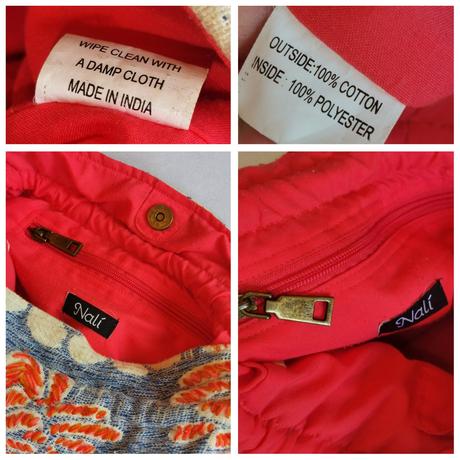 WIPE CLEAN WITH
A DAMP CLOTH
MADE IN INDIA
OUTSIDE:100% COTTON
INSIDE : 100% POLYESTER
Nalí
Nalí